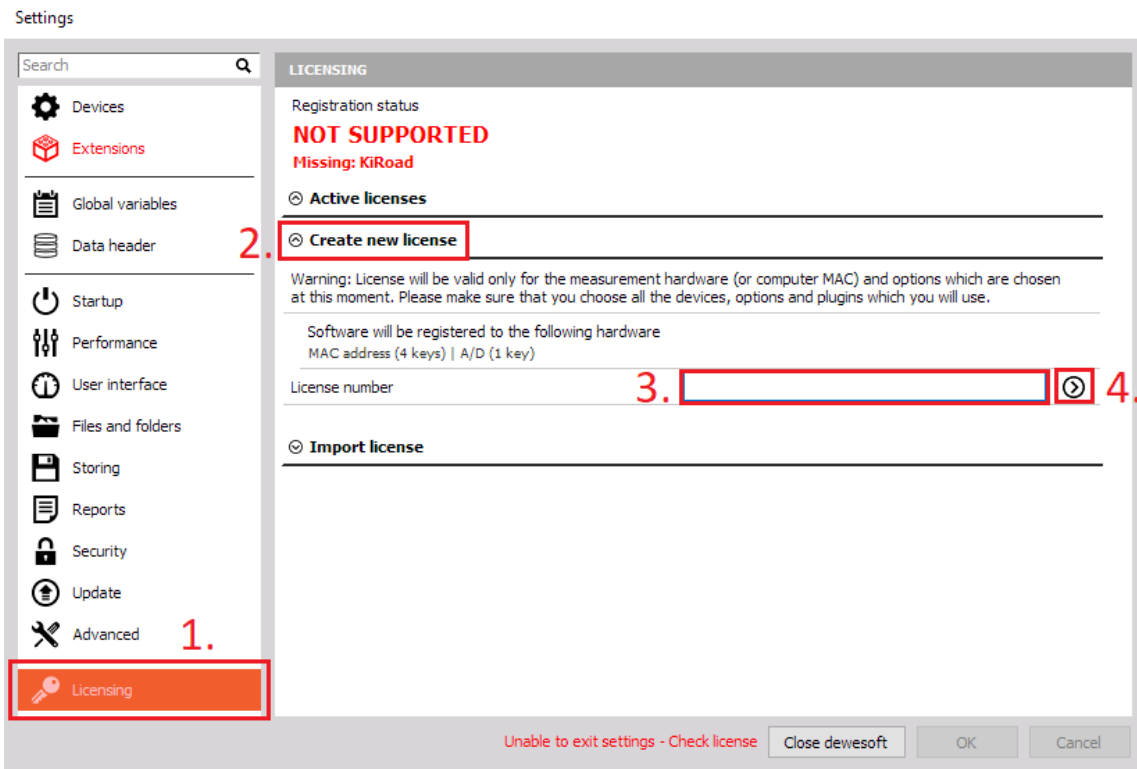 Settings
Search
Devices
Extensions
Global variables
Data header
Startup
Performance
User interface
Files and folders
Storing
Reports
Security
Update
Advanced
1.
Licensing
LICENSING
Registration status
NOT SUPPORTED
Missing: KiRoad
Active licenses
2.
Create new license
Warning: License will be valid only for the measurement hardware (or computer MAC) and options which are chosen
at this moment. Please make sure that you choose all the devices, options and plugins which you will use.
Software will be registered to the following hardware
MAC address (4 keys) | A/D (1 key)
License number 3. 4.
Import license
Unable to exit settings - Check license Close dewesoft OK Cancel